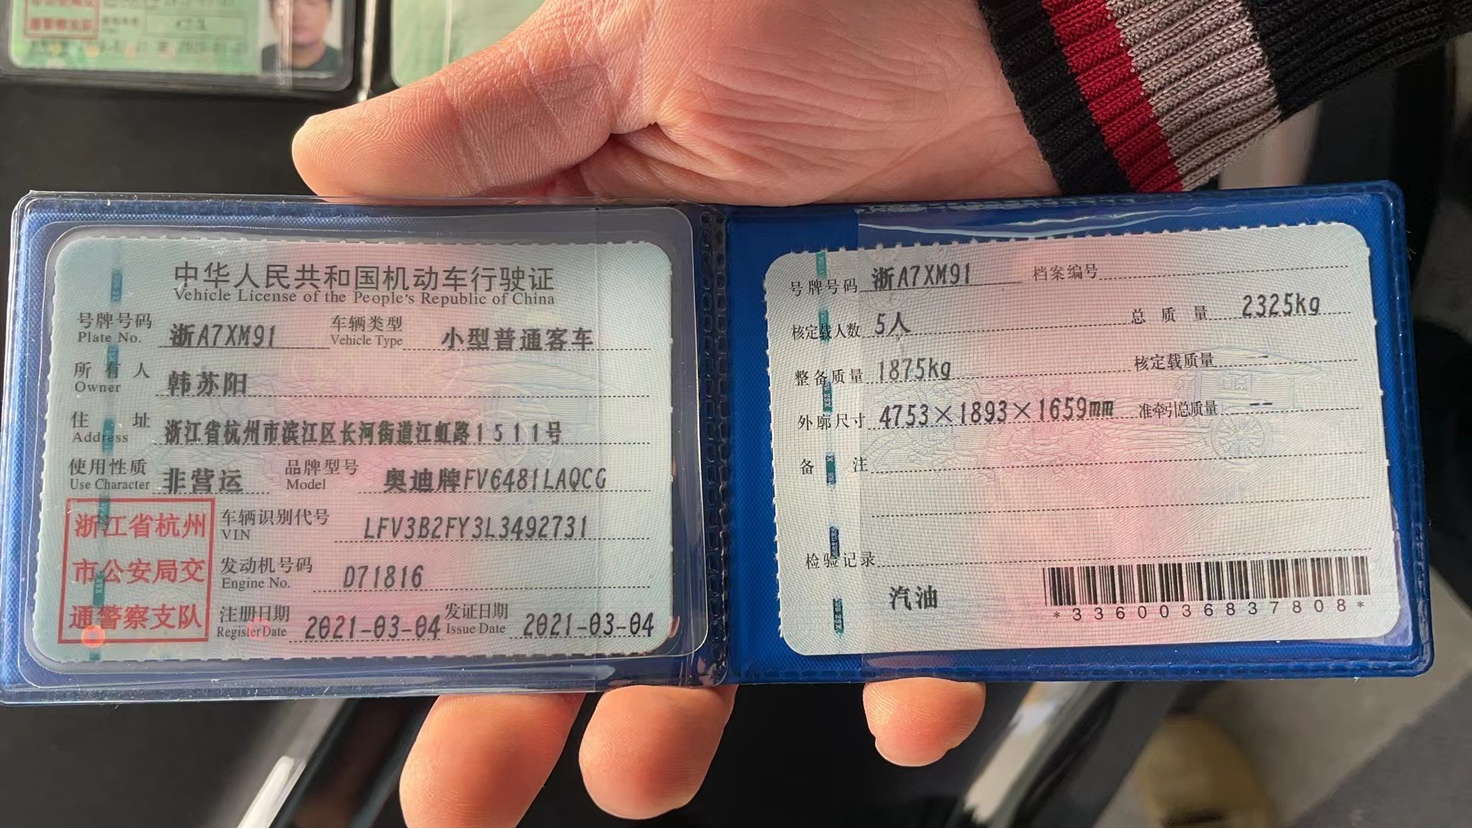 中华人民共和国机动车行驶证
Vehicle License of the People's Republic of China
号牌号码 浙A7XM91 车辆类型 小型普通客车
Plate No. Vehicle Type
所有人 韩苏阳
Owner
住址 浙江省杭州市滨江区长河街道江虹路1511号
Address
使用性质 非营运 品牌型号 奥迪牌FV6481LAQCG
Use Character Model
浙江省杭州
市公安局交
通警察支队
车辆识别代号 LFV3B2FY3L3492731
VIN
发动机号码 D71816
Engine No.
注册日期 2021-03-04 发证日期 2021-03-04
Register Date Issue Date
号牌号码 浙A7XM91 档案编号
核定载人数 5人 总质量 2325kg
整备质量 1875kg 核定载质量 —
外廓尺寸 4753×1893×1659mm 准牵引总质量 —
备注
检验记录
汽油
*3360036837808*